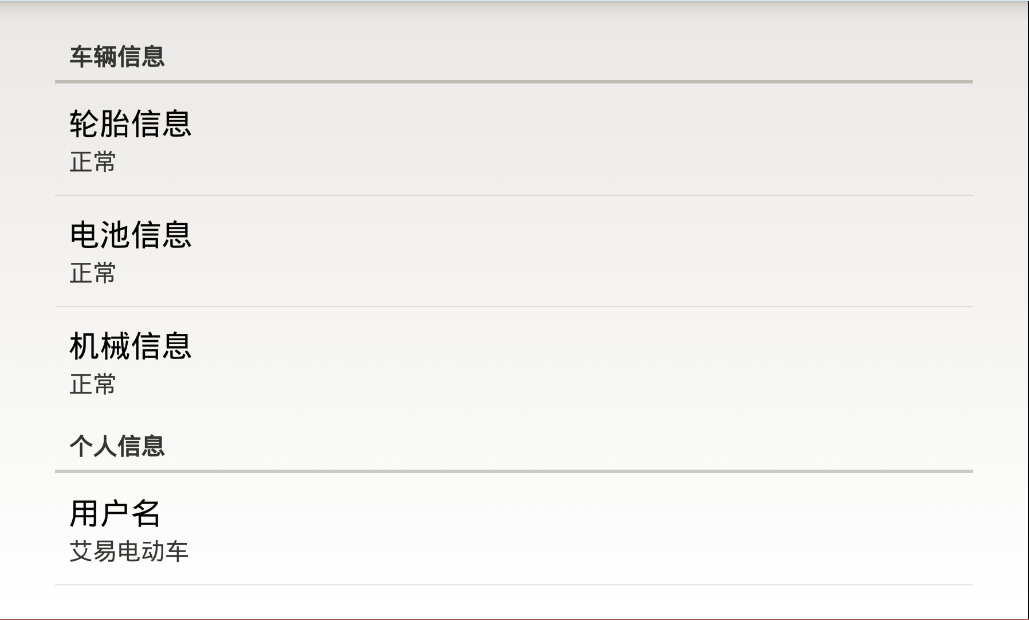 车辆信息
轮胎信息
正常
电池信息
正常
机械信息
正常
个人信息
用户名
艾易电动车